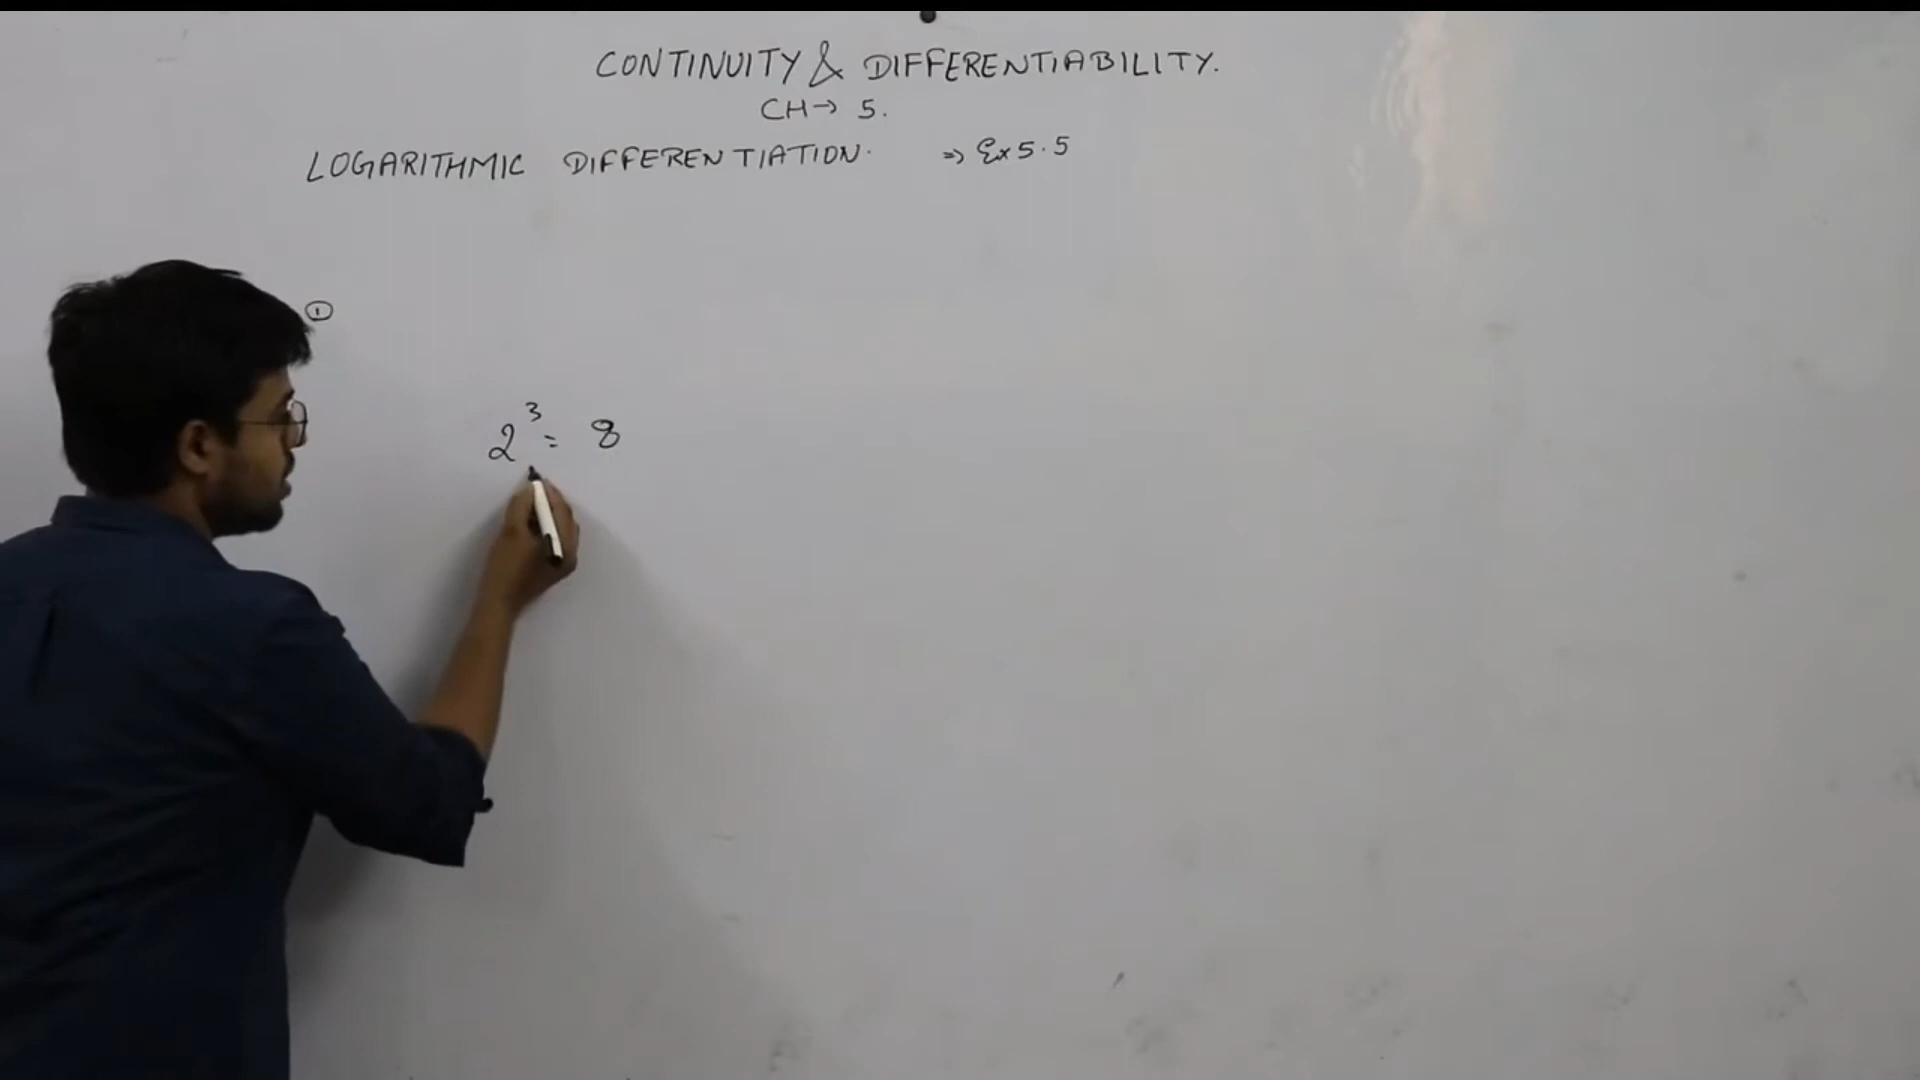 CONTINUITY & DIFFERENTIABILITY.
CH→ 5.
LOGARITHMIC DIFFERENTIATION. ⇒ Ex 5.5
①
2³ = 8